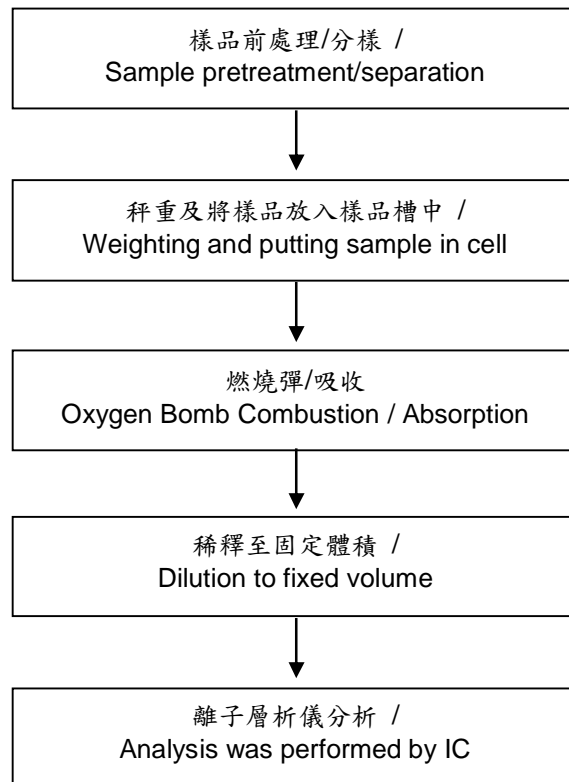 樣品前處理/分樣 /
Sample pretreatment/separation
秤重及將樣品放入樣品槽中 /
Weighting and putting sample in cell
燃燒彈/吸收
Oxygen Bomb Combustion / Absorption
稀釋至固定體積 /
Dilution to fixed volume
離子層析儀分析 /
Analysis was performed by IC